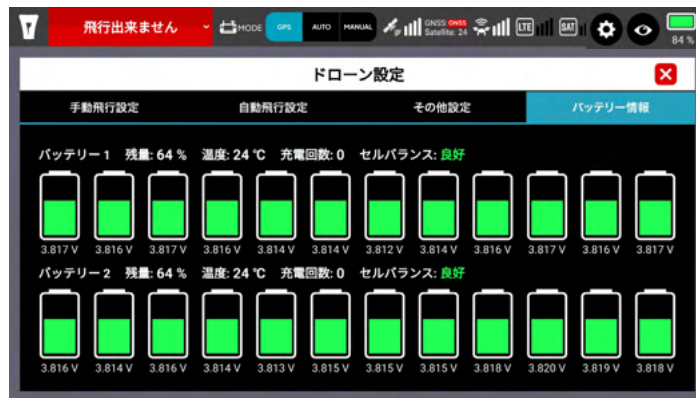 飛行出来ません MODE GPS AUTO MANUAL GNSS: GNSS LTE SAT
Satellite: 24
84 %
ドローン設定
手動飛行設定 自動飛行設定 その他設定 バッテリー情報
バッテリー 1 残量: 64 % 温度: 24 ℃ 充電回数: 0 セルバランス: 良好
3.817 V 3.816 V 3.817 V 3.816 V 3.814 V 3.814 V 3.812 V 3.814 V 3.816 V 3.817 V 3.816 V 3.817 V
バッテリー 2 残量: 64 % 温度: 24 ℃ 充電回数: 0 セルバランス: 良好
3.816 V 3.814 V 3.816 V 3.814 V 3.813 V 3.815 V 3.815 V 3.815 V 3.818 V 3.820 V 3.819 V 3.818 V